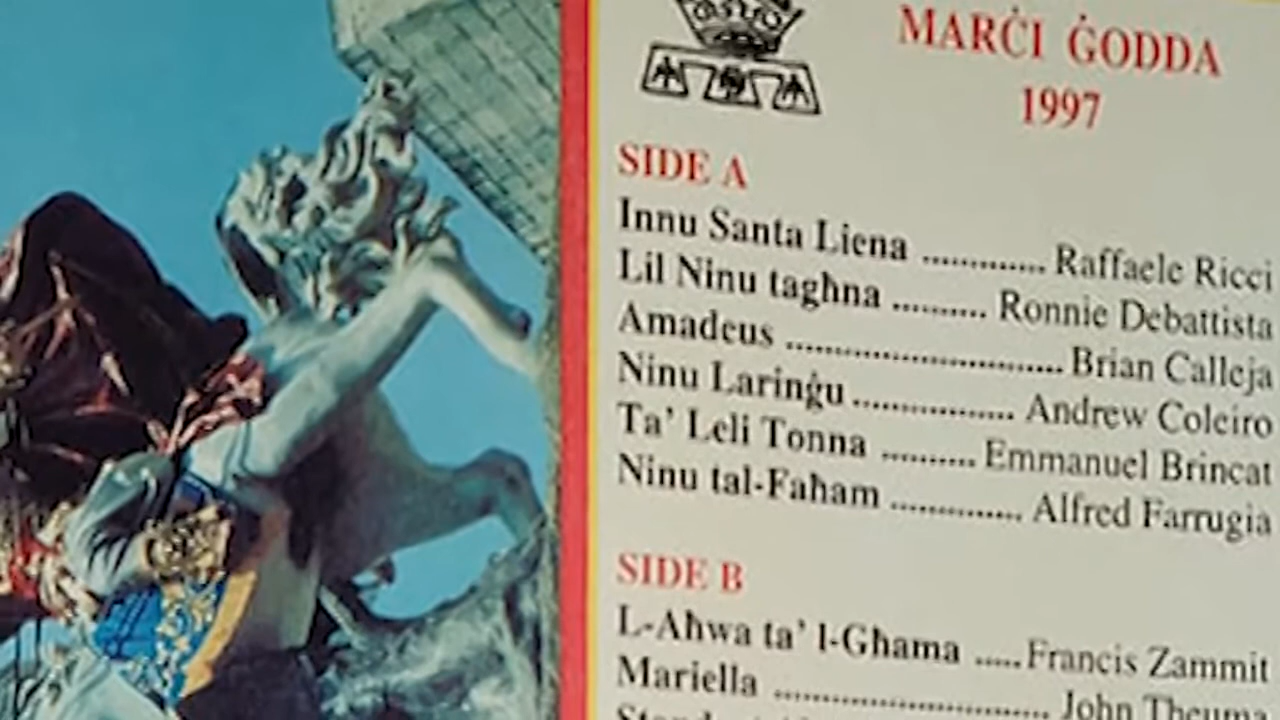 MARĊI ĠODDA
1997
SIDE A
Innu Santa Liena ............. Raffaele Ricci
Lil Ninu tagħna .......... Ronnie Debattista
Amadeus ............................. Brian Calleja
Ninu Larinġu ................. Andrew Coleiro
Ta' Leli Tonna .......... Emmanuel Brincat
Ninu tal-Faħam .............. Alfred Farrugia
SIDE B
L-Aħwa ta' l-Għama ..... Francis Zammit
Mariella ............................. John Theuma